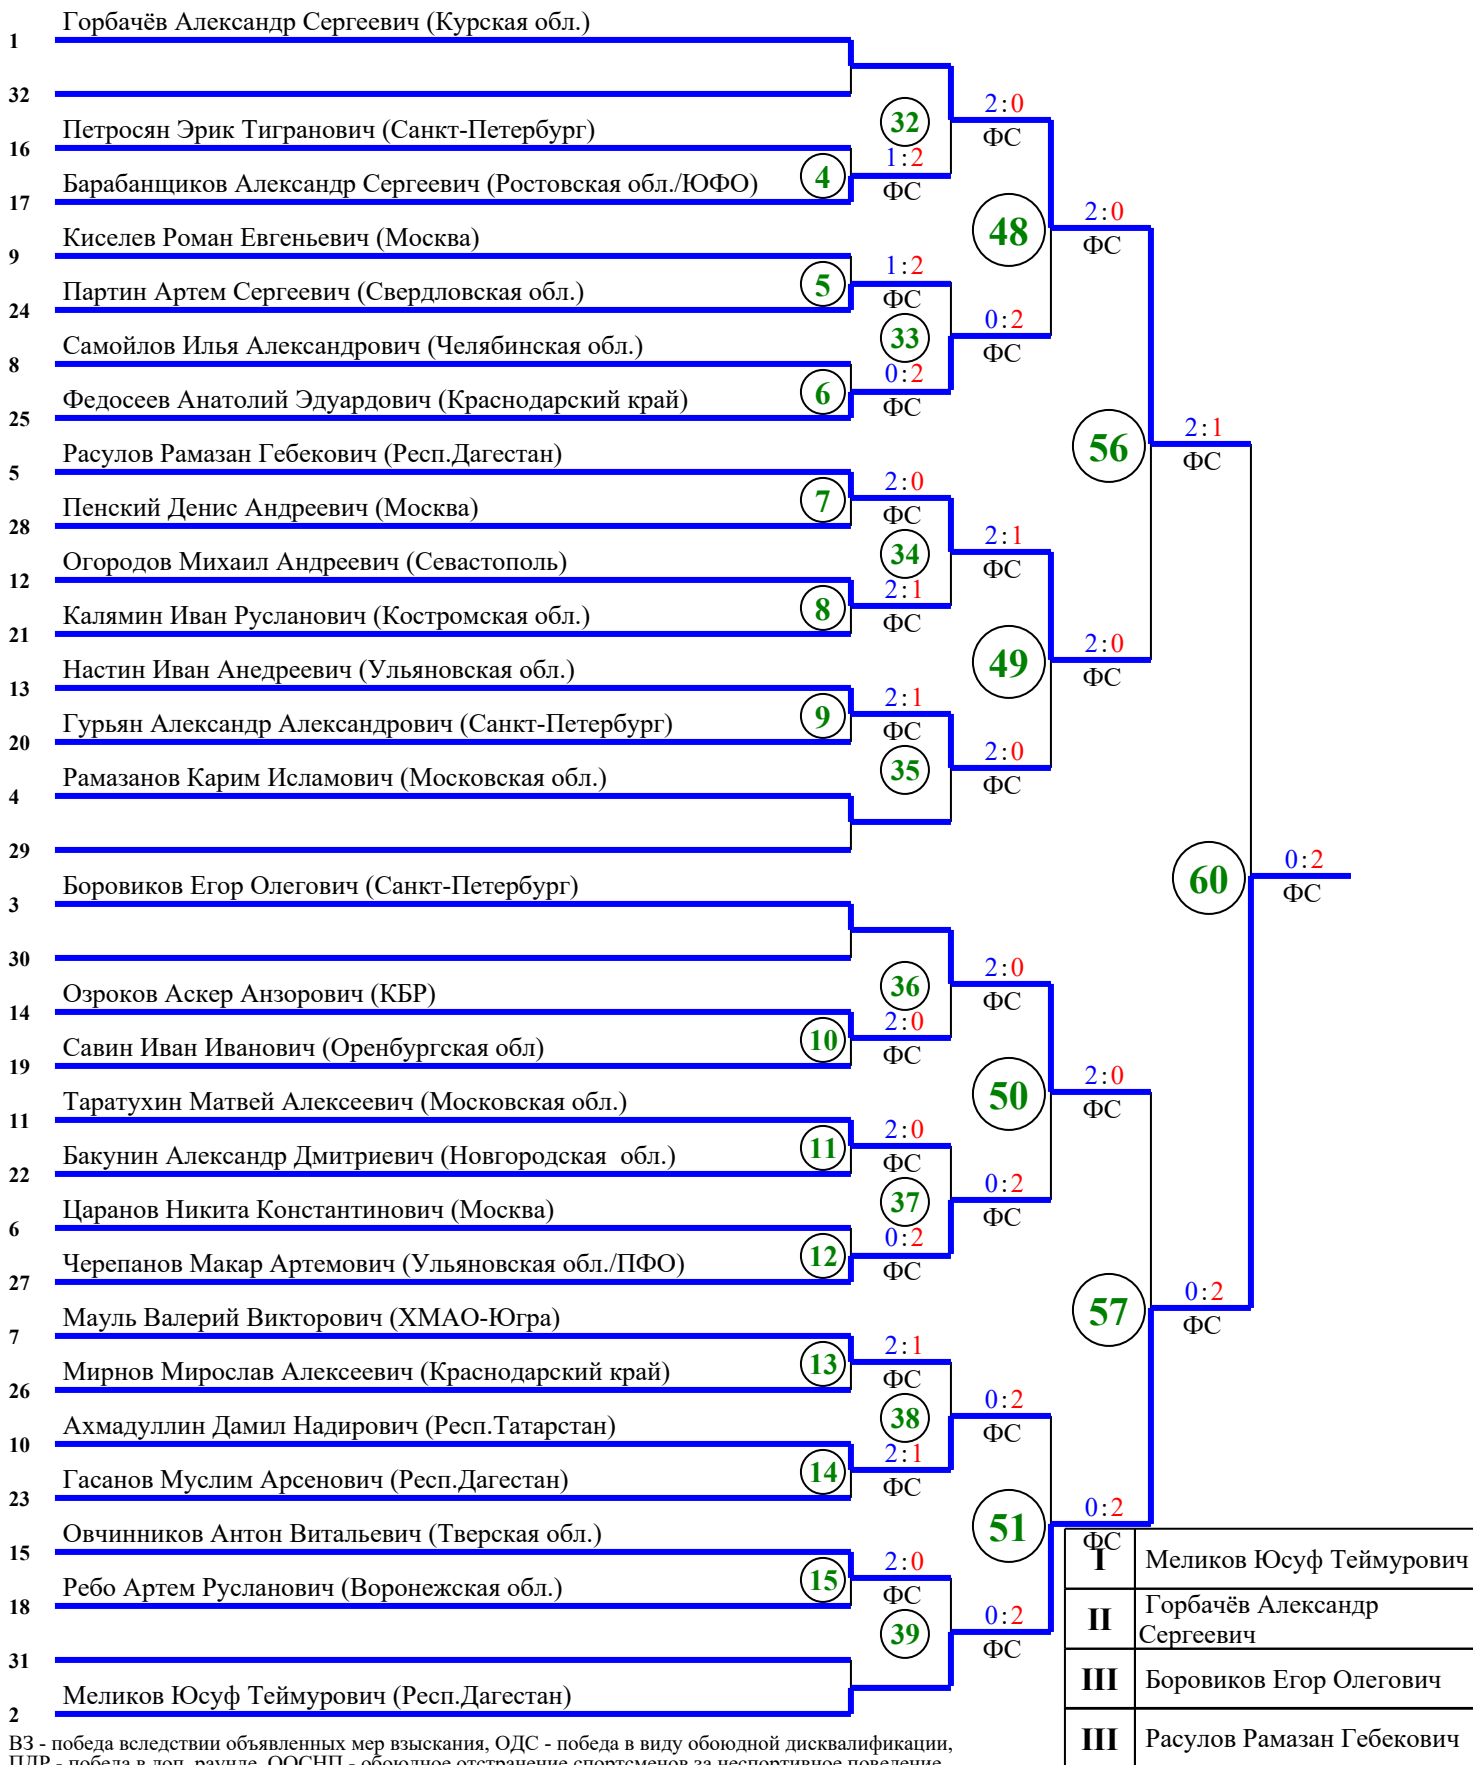 Горбачёв Александр Сергеевич (Курская обл.)
1
32
2:0
32
ФС
Петросян Эрик Тигранович (Санкт-Петербург)
16
1:2
4
ФС
Барабанщиков Александр Сергеевич (Ростовская обл./ЮФО)
17
2:0
48
ФС
Киселев Роман Евгеньевич (Москва)
9
1:2
5
ФС
Партин Артем Сергеевич (Свердловская обл.)
24
0:2
33
ФС
Самойлов Илья Александрович (Челябинская обл.)
8
0:2
6
ФС
Федосеев Анатолий Эдуардович (Краснодарский край)
25
2:1
56
ФС
Расулов Рамазан Гебекович (Респ.Дагестан)
5
2:0
7
ФС
Пенский Денис Андреевич (Москва)
28
2:1
34
ФС
Огородов Михаил Андреевич (Севастополь)
12
2:1
8
ФС
Калямин Иван Русланович (Костромская обл.)
21
2:0
49
ФС
Настин Иван Анедреевич (Ульяновская обл.)
13
2:1
9
ФС
Гурьян Александр Александрович (Санкт-Петербург)
20
2:0
35
ФС
Рамазанов Карим Исламович (Московская обл.)
4
29
0:2
60
ФС
Боровиков Егор Олегович (Санкт-Петербург)
3
30
2:0
36
ФС
Озроков Аскер Анзорович (КБР)
14
2:0
10
ФС
Савин Иван Иванович (Оренбургская обл)
19
2:0
50
ФС
Таратухин Матвей Алексеевич (Московская обл.)
11
2:0
11
ФС
Бакунин Александр Дмитриевич (Новгородская обл.)
22
0:2
37
ФС
Царанов Никита Константинович (Москва)
6
0:2
12
ФС
Черепанов Макар Артемович (Ульяновская обл./ПФО)
27
0:2
57
ФС
Мауль Валерий Викторович (ХМАО-Югра)
7
2:1
13
ФС
Мирнов Мирослав Алексеевич (Краснодарский край)
26
0:2
38
ФС
Ахмадуллин Дамил Надирович (Респ.Татарстан)
10
2:1
14
ФС
Гасанов Муслим Арсенович (Респ.Дагестан)
23
0:2
51
ФС
Овчинников Антон Витальевич (Тверская обл.)
15
2:0
15
ФС
Ребо Артем Русланович (Воронежская обл.)
18
0:2
39
ФС
31
Меликов Юсуф Теймурович (Респ.Дагестан)
2
I Меликов Юсуф Теймурович
II Горбачёв Александр
Сергеевич
III Боровиков Егор Олегович
III Расулов Рамазан Гебекович
ВЗ - победа вследствии объявленных мер взыскания, ОДС - победа в виду обоюдной дисквалификации,
ПДР - победа в доп. раунде, ООСНП - обоюдное отстранение спортсменов за неспортивное поведение